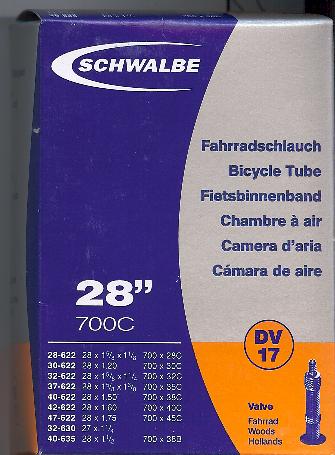 SCHWALBE
Fahrradschlauch
Bicycle Tube
Fietsbinnenband
Chambre à air
Camera d'aria
Cámara de aire
28”
700C
DV
17
28-622 28 x 1⅝ x 1⅛ 700 x 28C
30-622 28 x 1.20 700 x 30C
32-622 28 x 1⅝ x 1¼ 700 x 32C
37-622 28 x 1⅝ x 1⅜ 700 x 35C
40-622 28 x 1.50 700 x 38C
42-622 28 x 1.60 700 x 40C
47-622 28 x 1.75 700 x 45C
32-630 27 x 1¼
40-635 28 x 1½ 700 x 38B
Valve
Fahrrad
Woods
Hollands